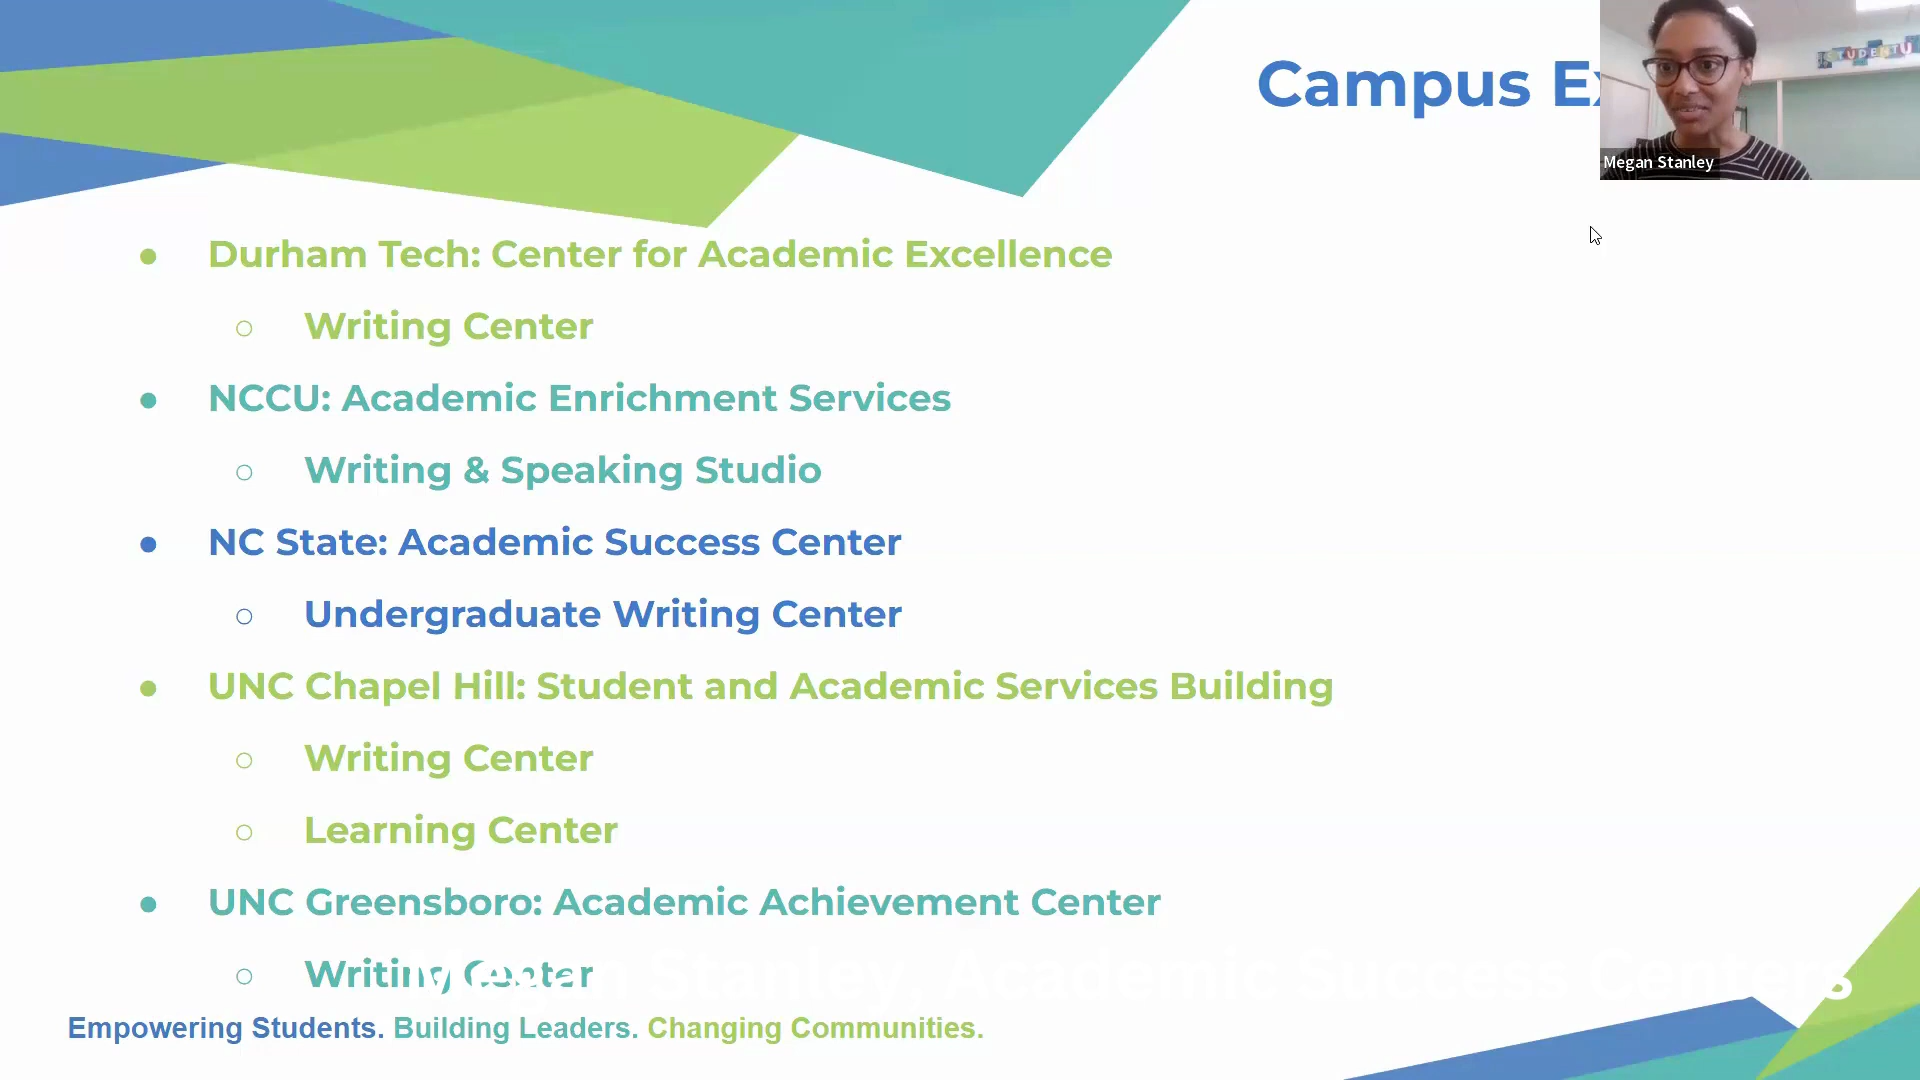 Campus Ex
STUDENTU
Megan Stanley
Durham Tech: Center for Academic Excellence
Writing Center
NCCU: Academic Enrichment Services
Writing & Speaking Studio
NC State: Academic Success Center
Undergraduate Writing Center
UNC Chapel Hill: Student and Academic Services Building
Writing Center
Learning Center
UNC Greensboro: Academic Achievement Center
Writing Center
Megan Stanley, Academic Success Centers
Empowering Students. Building Leaders. Changing Communities.